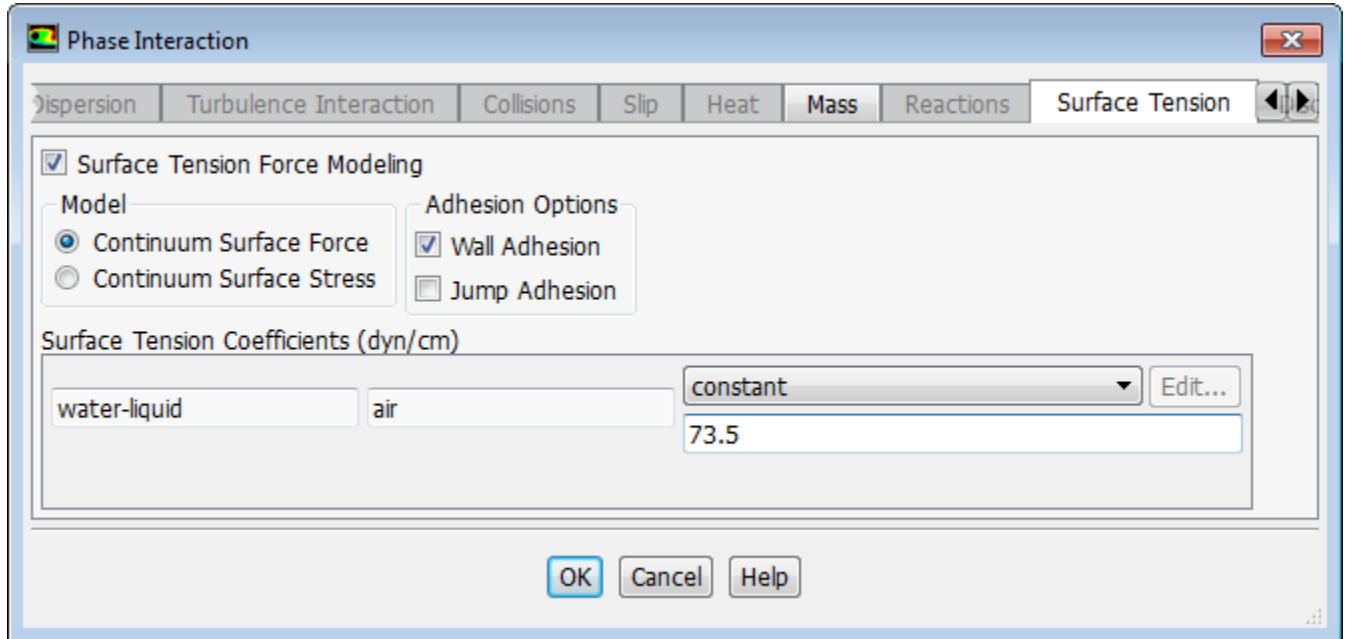 Phase Interaction
Dispersion Turbulence Interaction Collisions Slip Heat Mass Reactions Surface Tension
Surface Tension Force Modeling
Model Adhesion Options
Continuum Surface Force Wall Adhesion
Continuum Surface Stress Jump Adhesion
Surface Tension Coefficients (dyn/cm)
water-liquid air constant Edit...
73.5
OK Cancel Help